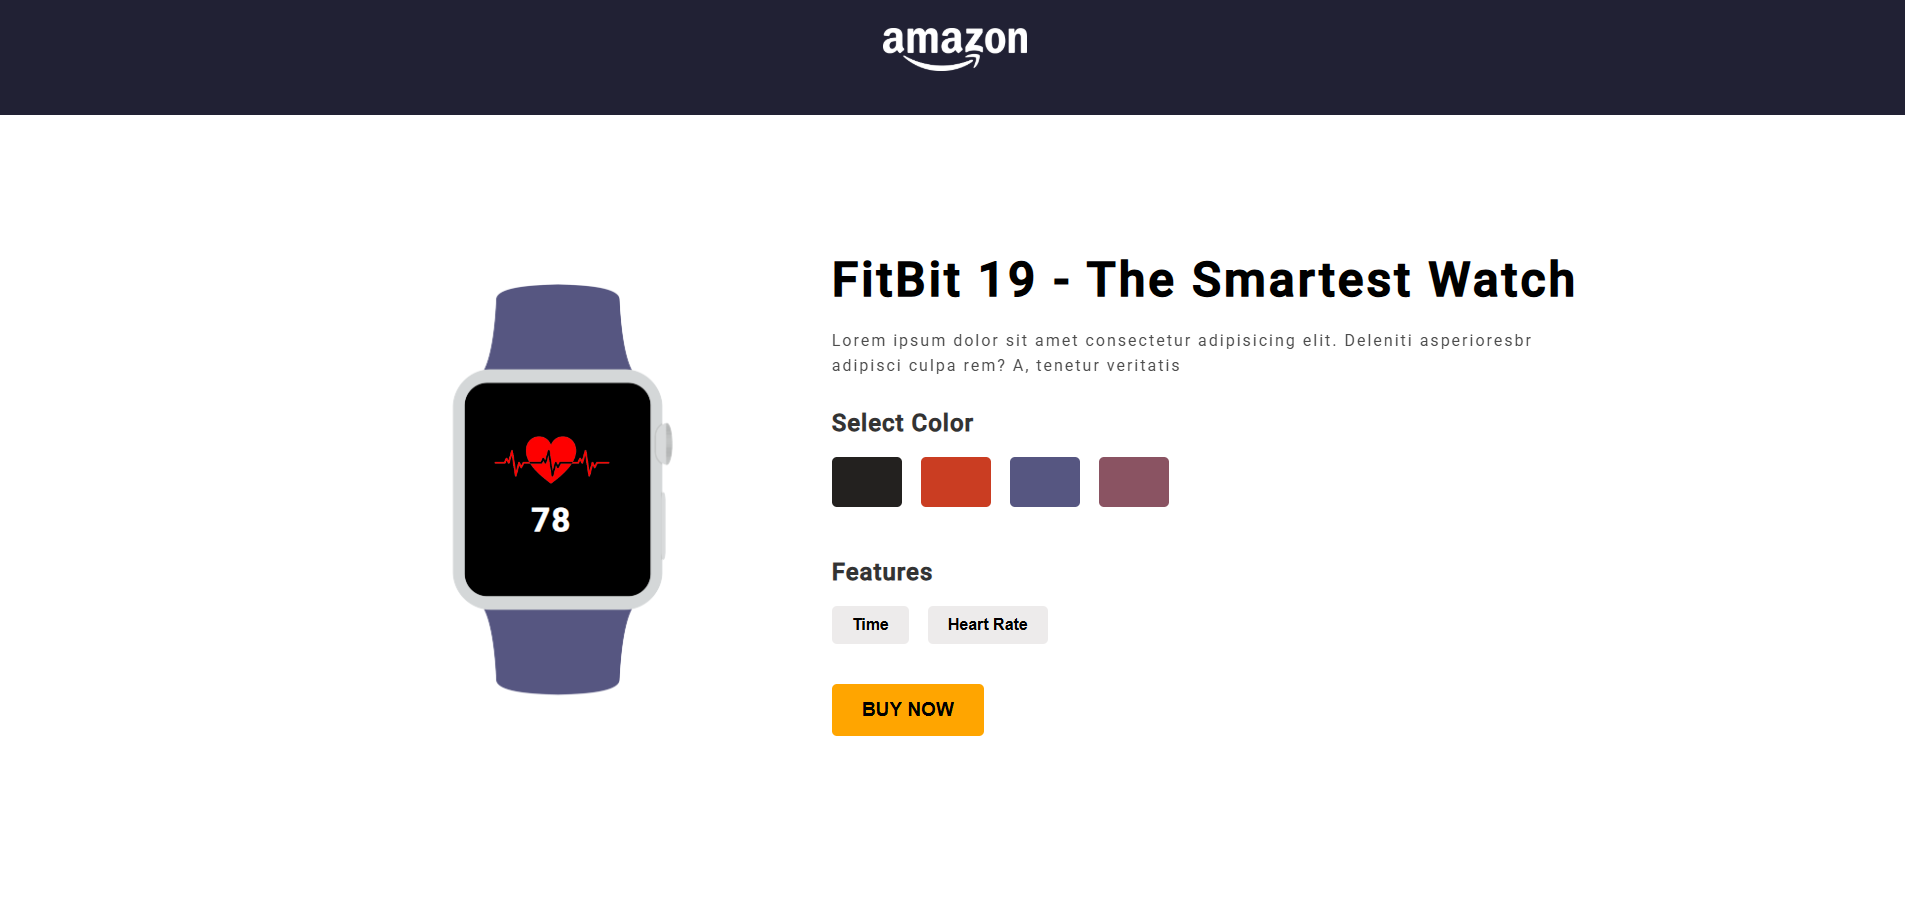 amazon
FitBit 19 - The Smartest Watch
Lorem ipsum dolor sit amet consectetur adipisicing elit. Deleniti asperioresbr
adipisci culpa rem? A, tenetur veritatis
Select Color
78
Features
Time
Heart Rate
BUY NOW